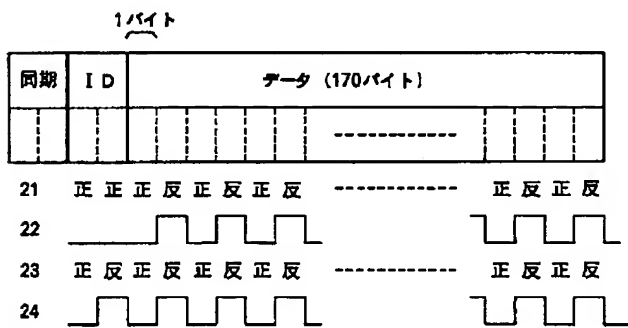 1バイト
同期 ID データ (170バイト)
21 正 正 正 反 正 反 正 反 正 反 正 反
22
23 正 反 正 反 正 反 正 反 正 反 正 反
24